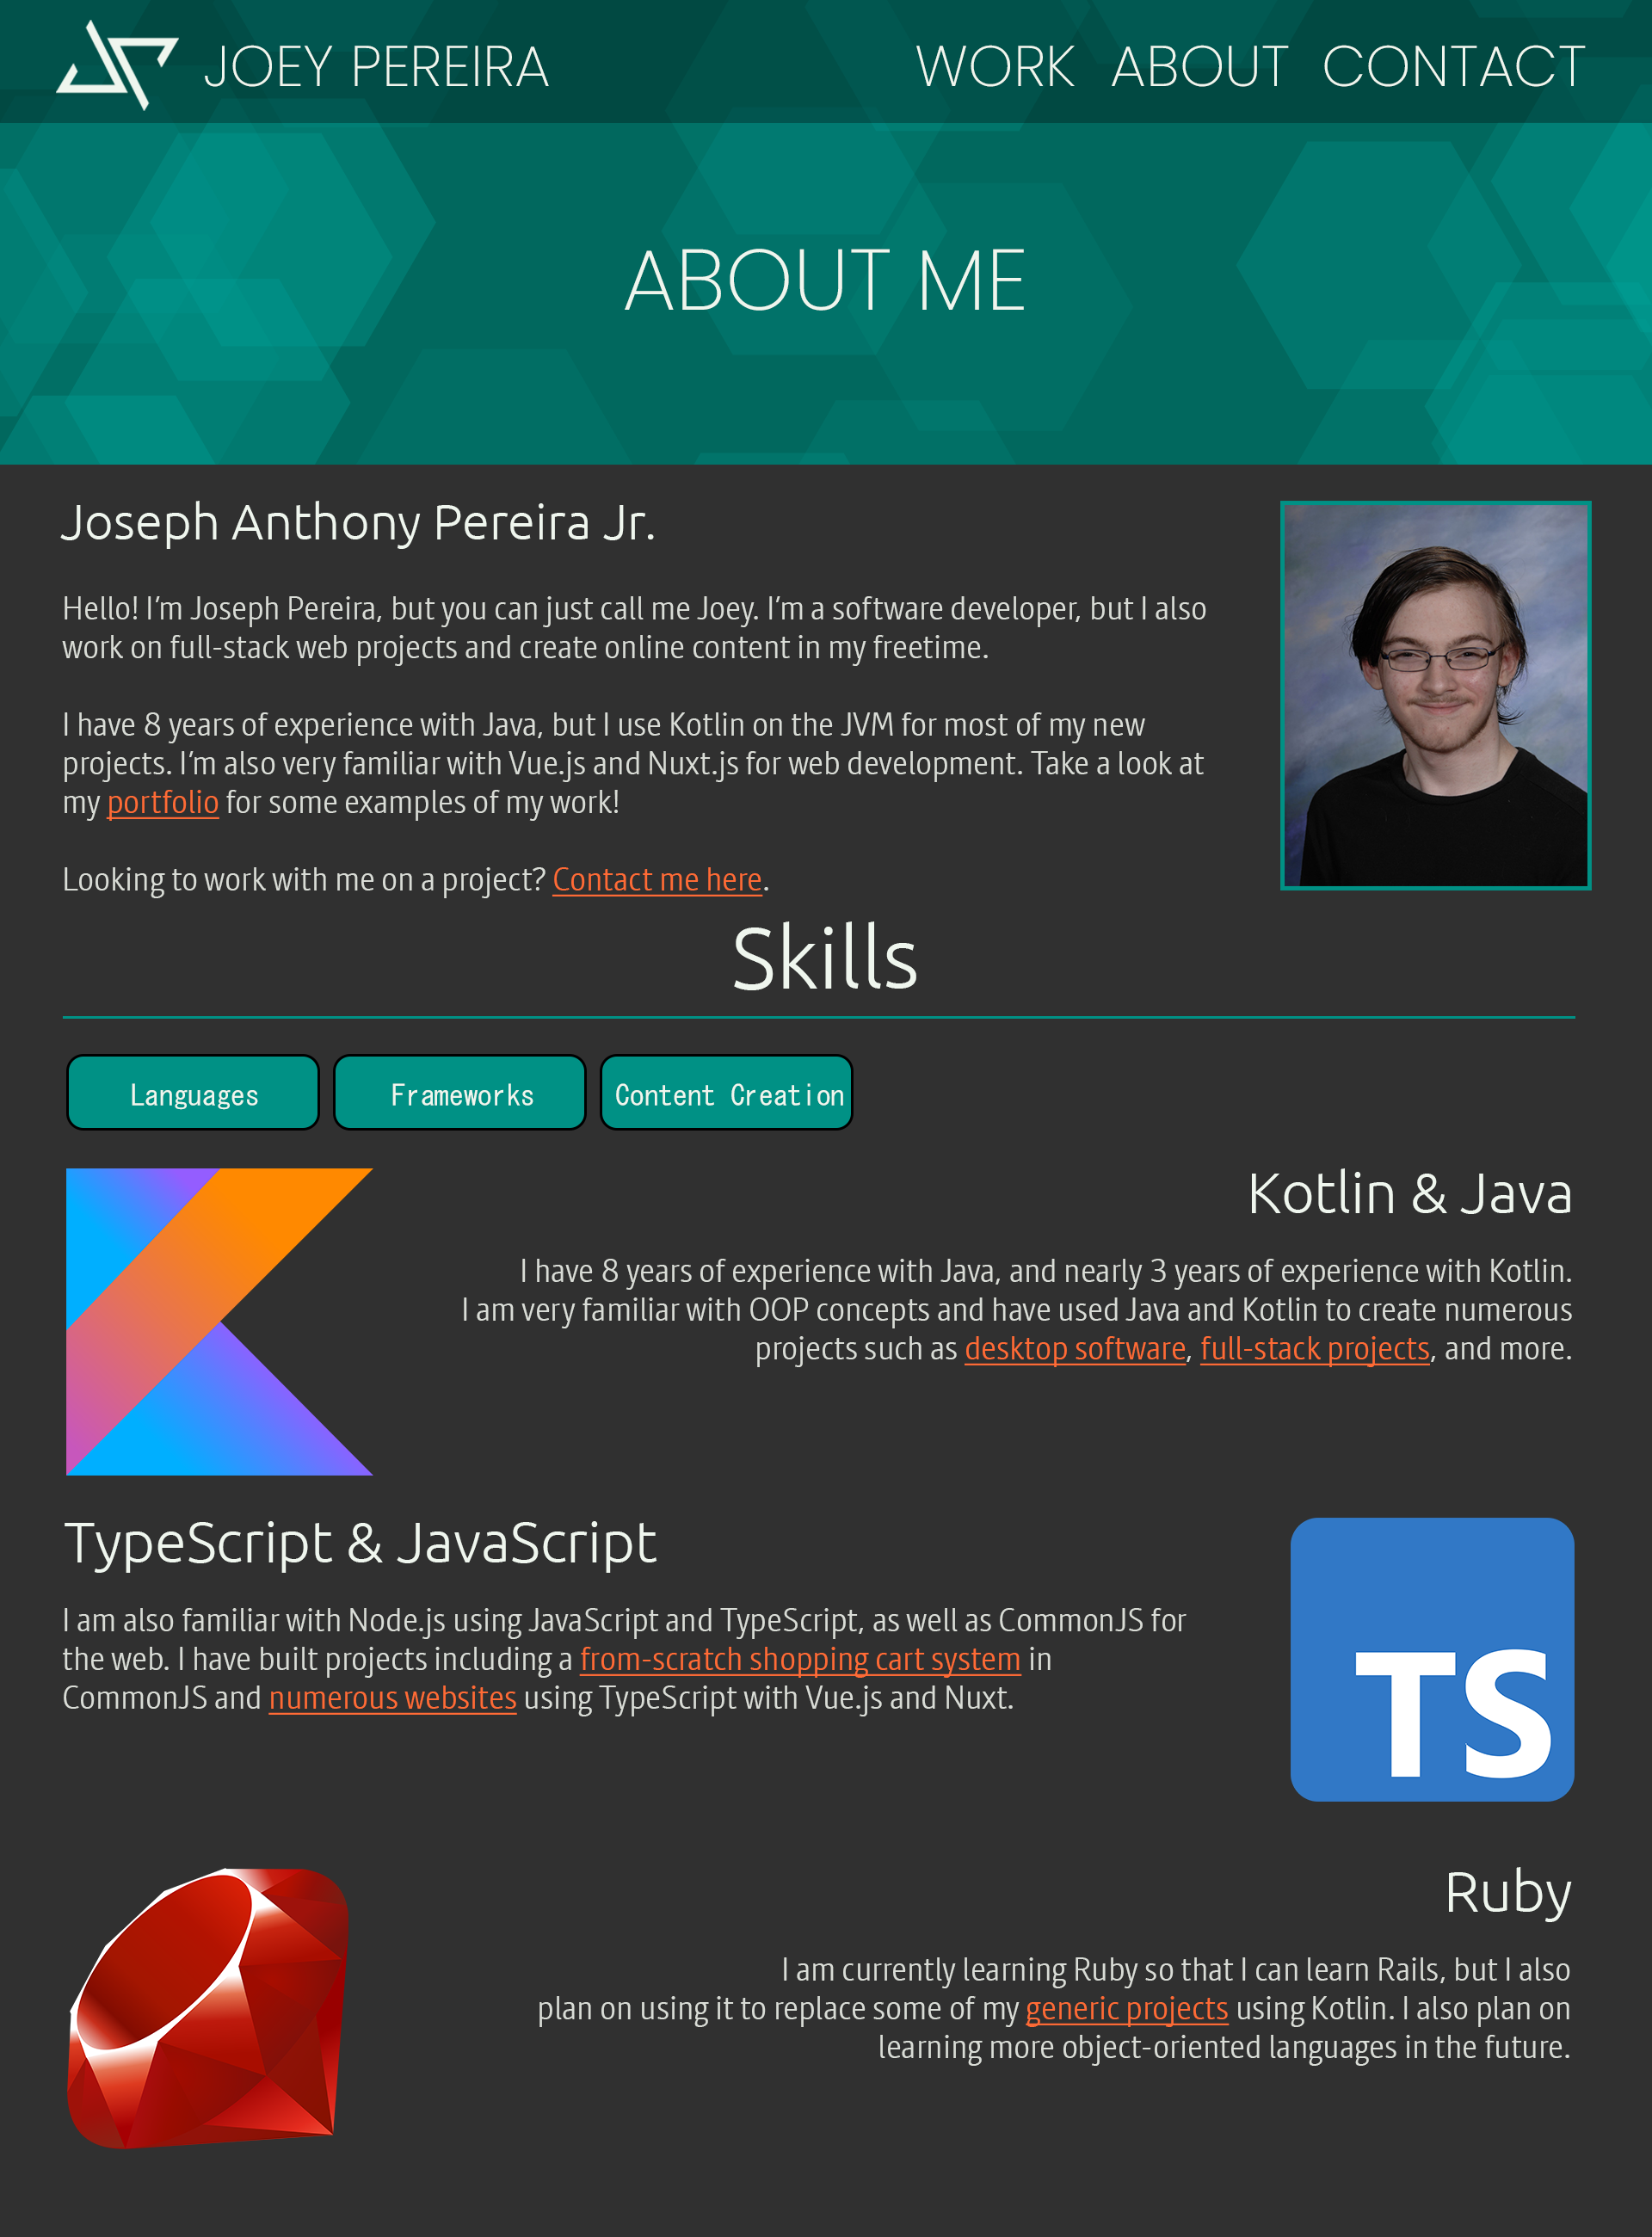 JOEY PEREIRA
WORK ABOUT CONTACT
ABOUT ME
Joseph Anthony Pereira Jr.
Hello! I'm Joseph Pereira, but you can just call me Joey. I'm a software developer, but I also
work on full-stack web projects and create online content in my freetime.
I have 8 years of experience with Java, but I use Kotlin on the JVM for most of my new
projects. I'm also very familiar with Vue.js and Nuxt.js for web development. Take a look at
my portfolio for some examples of my work!
Looking to work with me on a project? Contact me here.
Skills
Languages
Frameworks
Content Creation
Kotlin & Java
I have 8 years of experience with Java, and nearly 3 years of experience with Kotlin.
I am very familiar with OOP concepts and have used Java and Kotlin to create numerous
projects such as desktop software, full-stack projects, and more.
TypeScript & JavaScript
I am also familiar with Node.js using JavaScript and TypeScript, as well as CommonJS for
the web. I have built projects including a from-scratch shopping cart system in
CommonJS and numerous websites using TypeScript with Vue.js and Nuxt.
TS
Ruby
I am currently learning Ruby so that I can learn Rails, but I also
plan on using it to replace some of my generic projects using Kotlin. I also plan on
learning more object-oriented languages in the future.